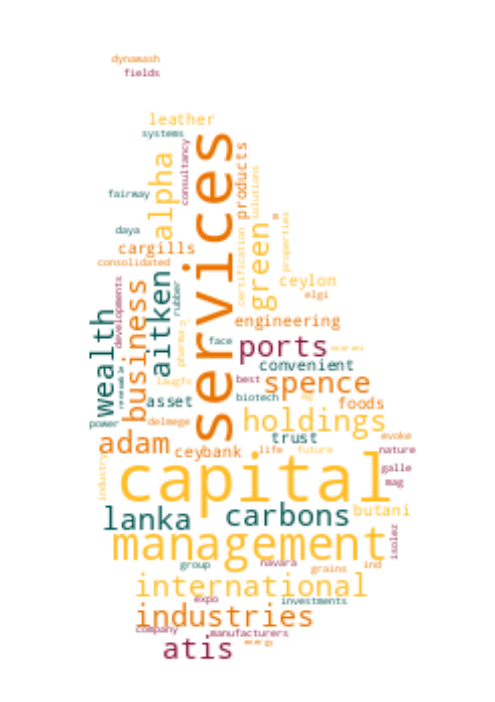 dynawash
fields
leather
systems
services
consultancy
alpha
products
solutions
fairway
daya
cargills
consolidated
green
certification
properties
ceylon
elgi
aitken
rubber
developments
wealth
business
renewable
pharma
engineering
face
ports
convenient
laugfs
best
spence
asset
biotech
foods
power
delmege
holdings
trust
adam
ceybank
life
future
evoke
nature
industry
capital
galle
mag
lanka
carbons
butani
management
isolez
group
navara
grains
ind
international
expo
investments
industries
company
manufacturers
atis
energy